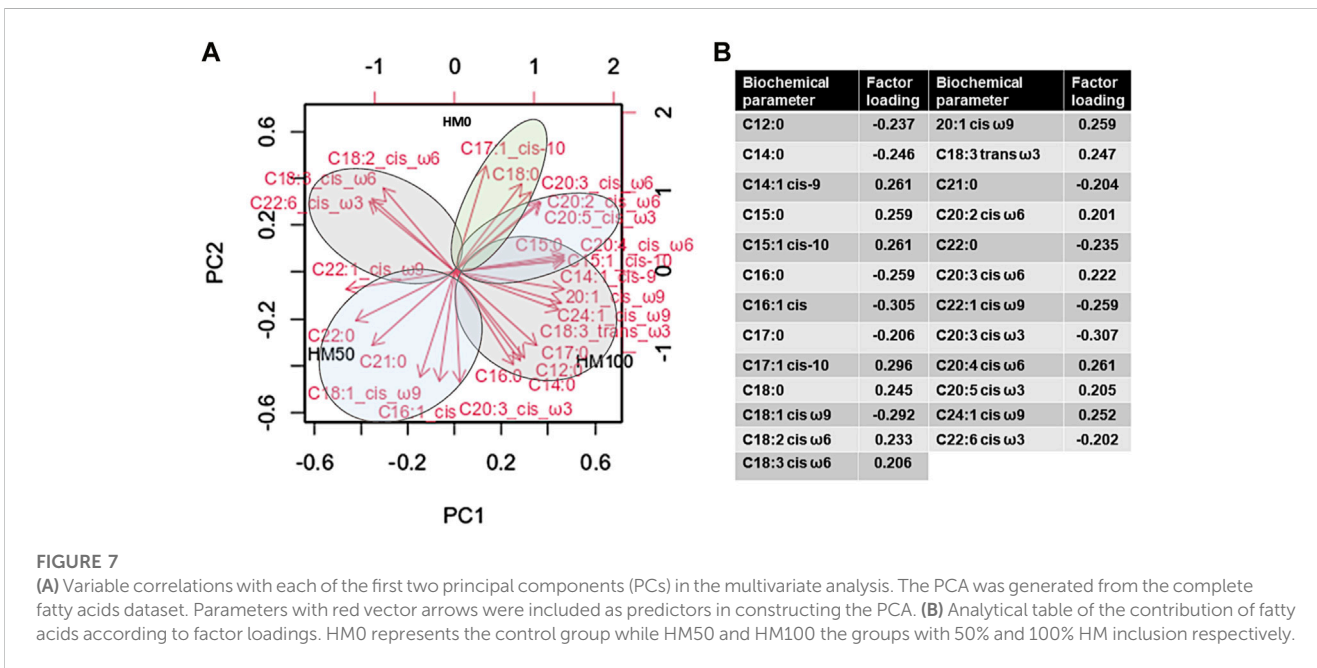 A
B
-1 0 1 2
HM0
0.6
0.2
-0.2
-0.6
2
1
0
-1
C17:1_cis-10
C18:2_cis_ω6
C18:0
C18:3_cis_ω6
C20:3_cis_ω6
C22:6_cis_ω3
C20:2_cis_ω6
C20:5_cis_ω3
C15:0
C20:4_cis_ω6
C15:1_cis-10
C22:1_cis_ω9
C14:1_cis-9
20:1_cis_ω9
C24:1_cis_ω9
C22:0
C18:3_trans_ω3
HM50
C17:0
C21:0
HM100
C12:0
C16:0
C14:0
C18:1_cis_ω9
C16:1_cis
C20:3_cis_ω3
-0.6 -0.2 0.2 0.6
PC1
PC2
Biochemical parameter Factor loading Biochemical parameter Factor loading
C12:0 -0.237 20:1 cis ω9 0.259
C14:0 -0.246 C18:3 trans ω3 0.247
C14:1 cis-9 0.261 C21:0 -0.204
C15:0 0.259 C20:2 cis ω6 0.201
C15:1 cis-10 0.261 C22:0 -0.235
C16:0 -0.259 C20:3 cis ω6 0.222
C16:1 cis -0.305 C22:1 cis ω9 -0.259
C17:0 -0.206 C20:3 cis ω3 -0.307
C17:1 cis-10 0.296 C20:4 cis ω6 0.261
C18:0 0.245 C20:5 cis ω3 0.205
C18:1 cis ω9 -0.292 C24:1 cis ω9 0.252
C18:2 cis ω6 0.233 C22:6 cis ω3 -0.202
C18:3 cis ω6 0.206
FIGURE 7
(A) Variable correlations with each of the first two principal components (PCs) in the multivariate analysis. The PCA was generated from the complete
fatty acids dataset. Parameters with red vector arrows were included as predictors in constructing the PCA. (B) Analytical table of the contribution of fatty
acids according to factor loadings. HM0 represents the control group while HM50 and HM100 the groups with 50% and 100% HM inclusion respectively.